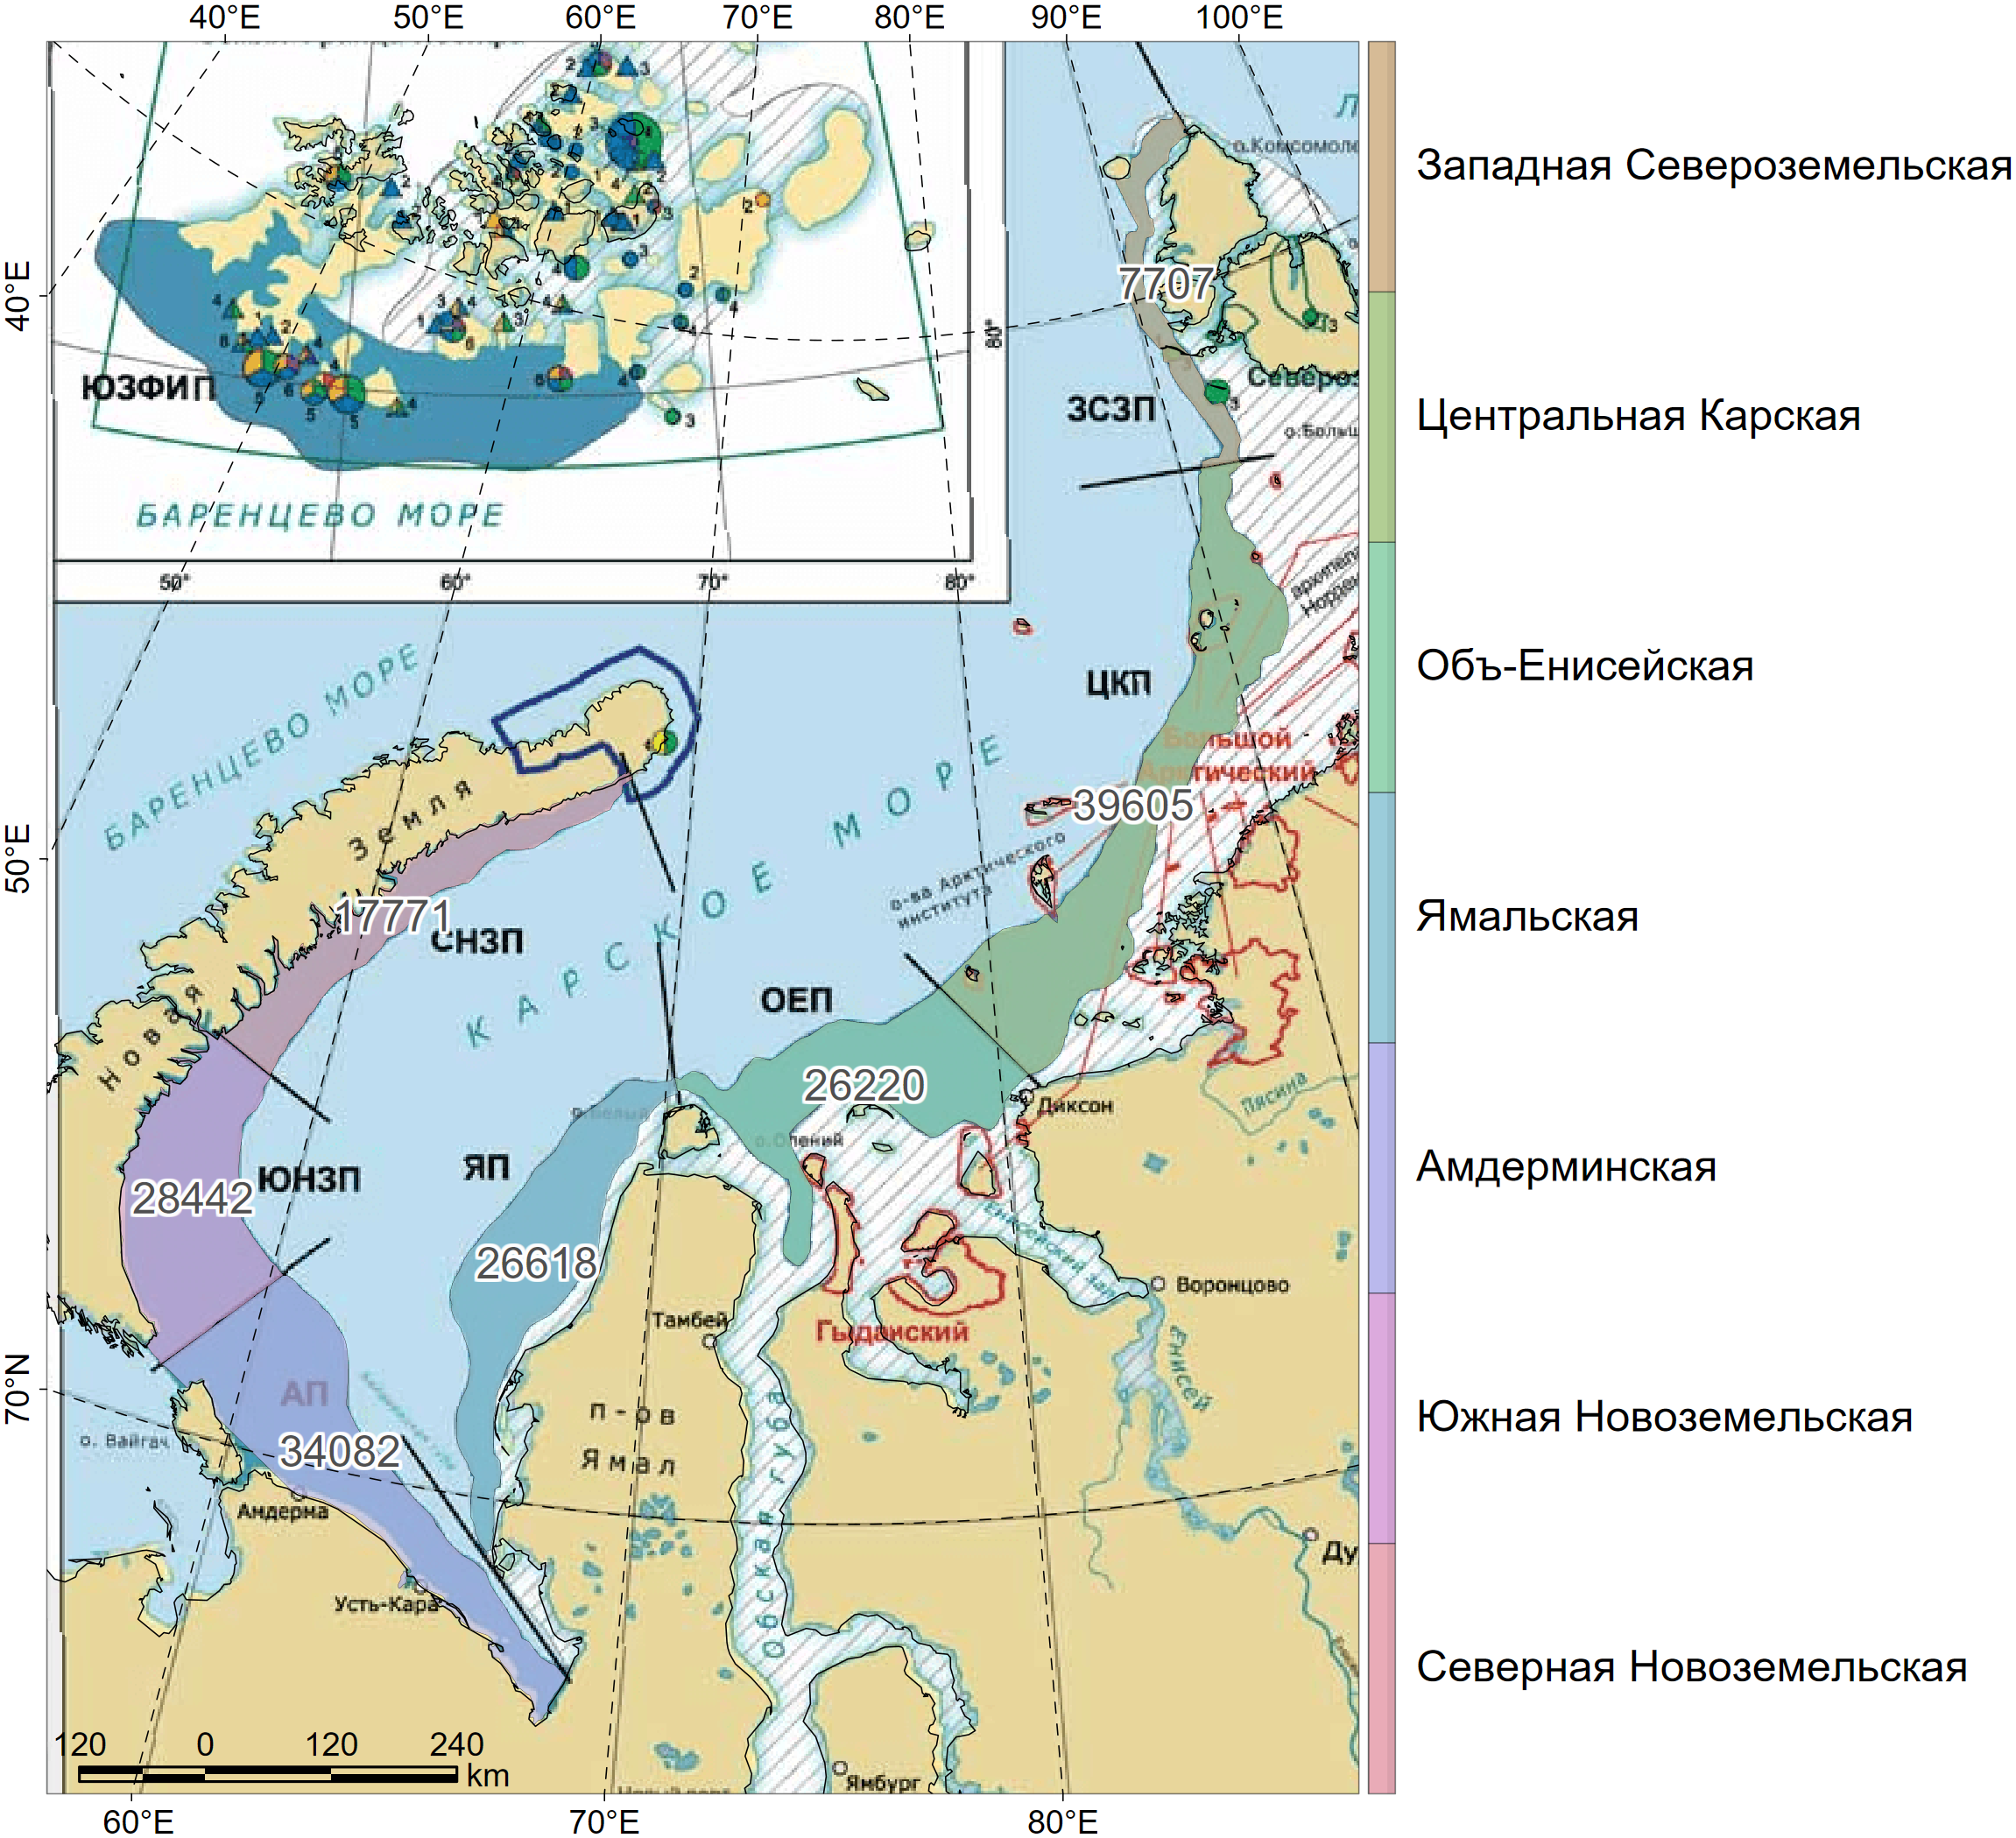 40°E
50°E
60°E
70°E
80°E
90°E
100°E
40°E
50°E
70°N
60°E
70°E
80°E
ЮЗФИП
БАРЕНЦЕВО МОРЕ
50°
60°
70°
80°
80°
о.Комсомоле
7707
Североз
ЗСЗП
о.Больш
архипела
Норден
ЦКП
БАРЕНЦЕВО МОРЕ
Большой
Арктический
39605
КАРСКОЕ МОРЕ
о-ва Арктического
института
Новая Земля
17771
СНЗП
ОЕП
26220
Диксон
Пясина
о.Белый
о.Олений
ЮНЗП
28442
ЯП
26618
Енисейский зал.
Воронцово
Енисей
Тамбей
Гыданский
АП
34082
о. Вайгач
Амдерма
п-ов
Ямал
Обская губа
Усть-Кара
Ду
Ямбург
120 0 120 240
km
Западная Североземельская
Центральная Карская
Объ-Енисейская
Ямальская
Амдерминская
Южная Новоземельская
Северная Новоземельская